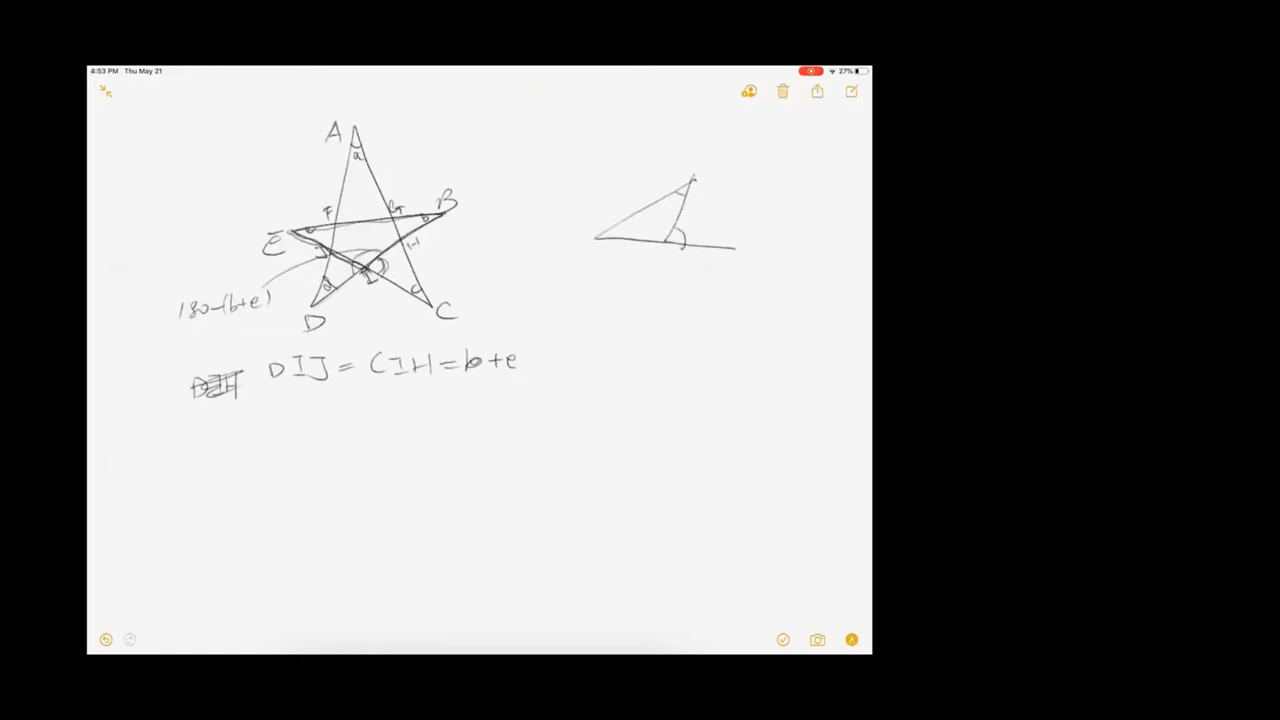 4:53 PM Thu May 21
27%
A
a
B
F
G
b
E
e
H
J
I
180-(b+e)
d
c
D
C
DIJ = CIH = b+e